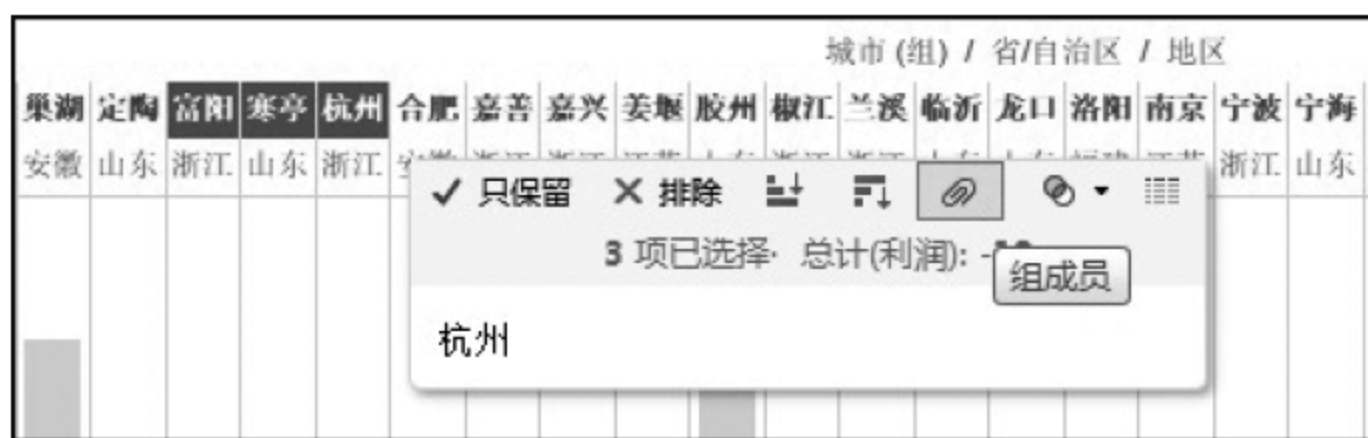 城市 (组) / 省/自治区 / 地区
巢湖 定陶 富阳 寒亭 杭州 合肥 嘉善 嘉兴 姜堰 胶州 椒江 兰溪 临沂 龙口 洛阳 南京 宁波 宁海
安徽 山东 浙江 山东 浙江 浙江 山东
只保留 排除
3 项已选择· 总计(利润): -
组成员
杭州